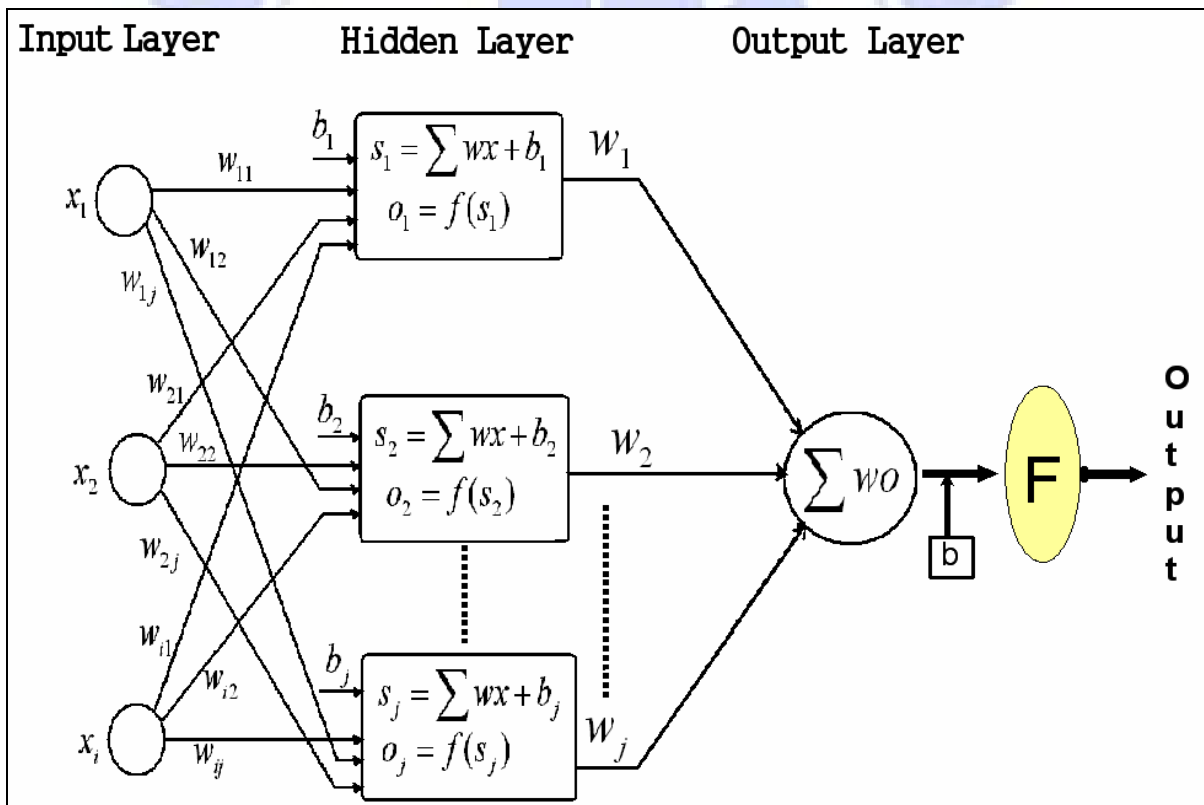 Input Layer
Hidden Layer
Output Layer
b₁
s₁ = ∑ wx + b₁
o₁ = f(s₁)
w₁
x₁
w₁₁
w₁₂
w₁ⱼ
w₂₁
b₂
s₂ = ∑ wx + b₂
o₂ = f(s₂)
w₂
x₂
w₂₂
w₂ⱼ
∑ wo
b
F
Output
wᵢ₁
wᵢ₂
bⱼ
sⱼ = ∑ wx + bⱼ
oⱼ = f(sⱼ)
wⱼ
xᵢ
wᵢⱼ